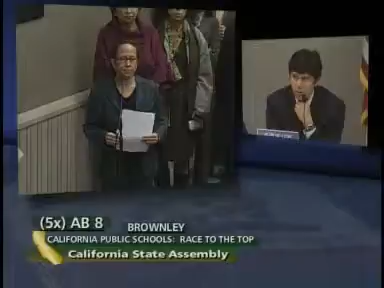 (5x) AB 8 BROWNLEY
CALIFORNIA PUBLIC SCHOOLS: RACE TO THE TOP
California State Assembly